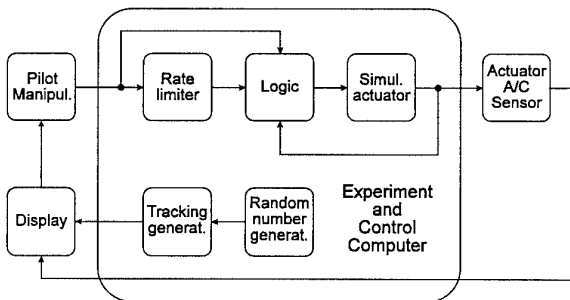 Pilot
Manipul.
Rate
limiter
Logic
Simul.
actuator
Actuator
A/C
Sensor
Display
Tracking
generat.
Random
number
generat.
Experiment
and
Control
Computer